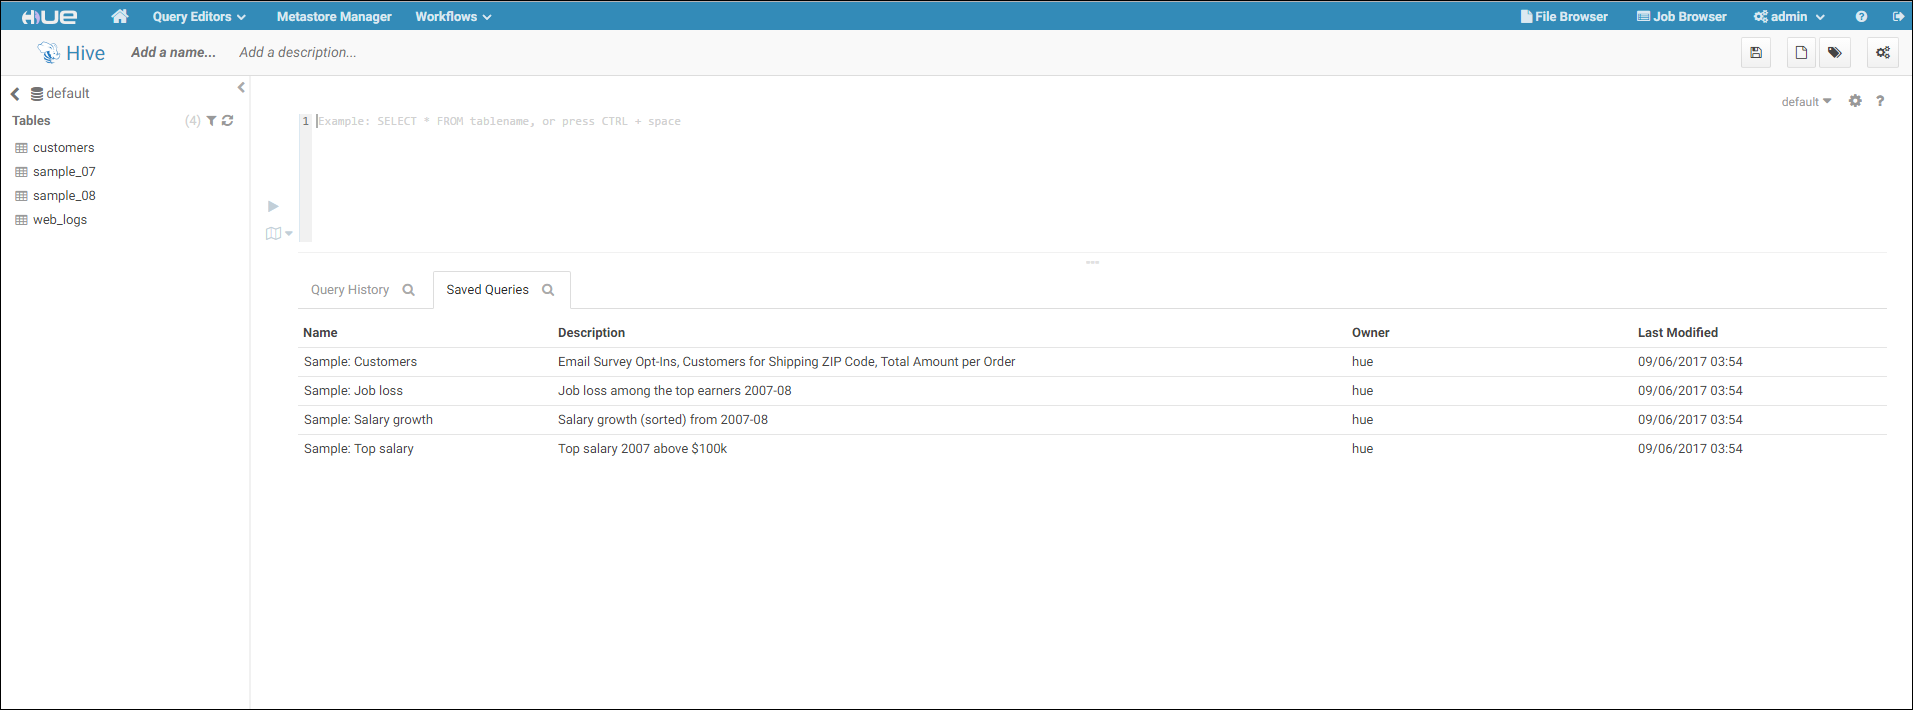 HUE Query Editors Metastore Manager Workflows File Browser Job Browser admin ?
Hive Add a name... Add a description...
default
default ?
Tables (4)
1 Example: SELECT * FROM tablename, or press CTRL + space
customers
sample_07
sample_08
web_logs
Query History Saved Queries
Name Description Owner Last Modified
Sample: Customers Email Survey Opt-Ins, Customers for Shipping ZIP Code, Total Amount per Order hue 09/06/2017 03:54
Sample: Job loss Job loss among the top earners 2007-08 hue 09/06/2017 03:54
Sample: Salary growth Salary growth (sorted) from 2007-08 hue 09/06/2017 03:54
Sample: Top salary Top salary 2007 above $100k hue 09/06/2017 03:54